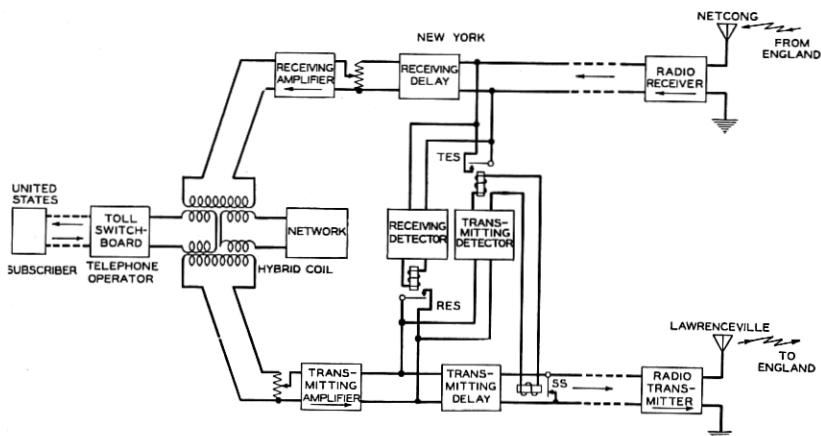 NETCONG
FROM
ENGLAND
NEW YORK
RECEIVING
AMPLIFIER
RECEIVING
DELAY
RADIO
RECEIVER
TES
UNITED
STATES
TOLL
SWITCH-
BOARD
NETWORK
RECEIVING
DETECTOR
TRANS-
MITTING
DETECTOR
SUBSCRIBER
TELEPHONE
OPERATOR
HYBRID COIL
RES
LAWRENCEVILLE
TO
ENGLAND
TRANS-
MITTING
AMPLIFIER
TRANS-
MITTING
DELAY
SS
RADIO
TRANS-
MITTER